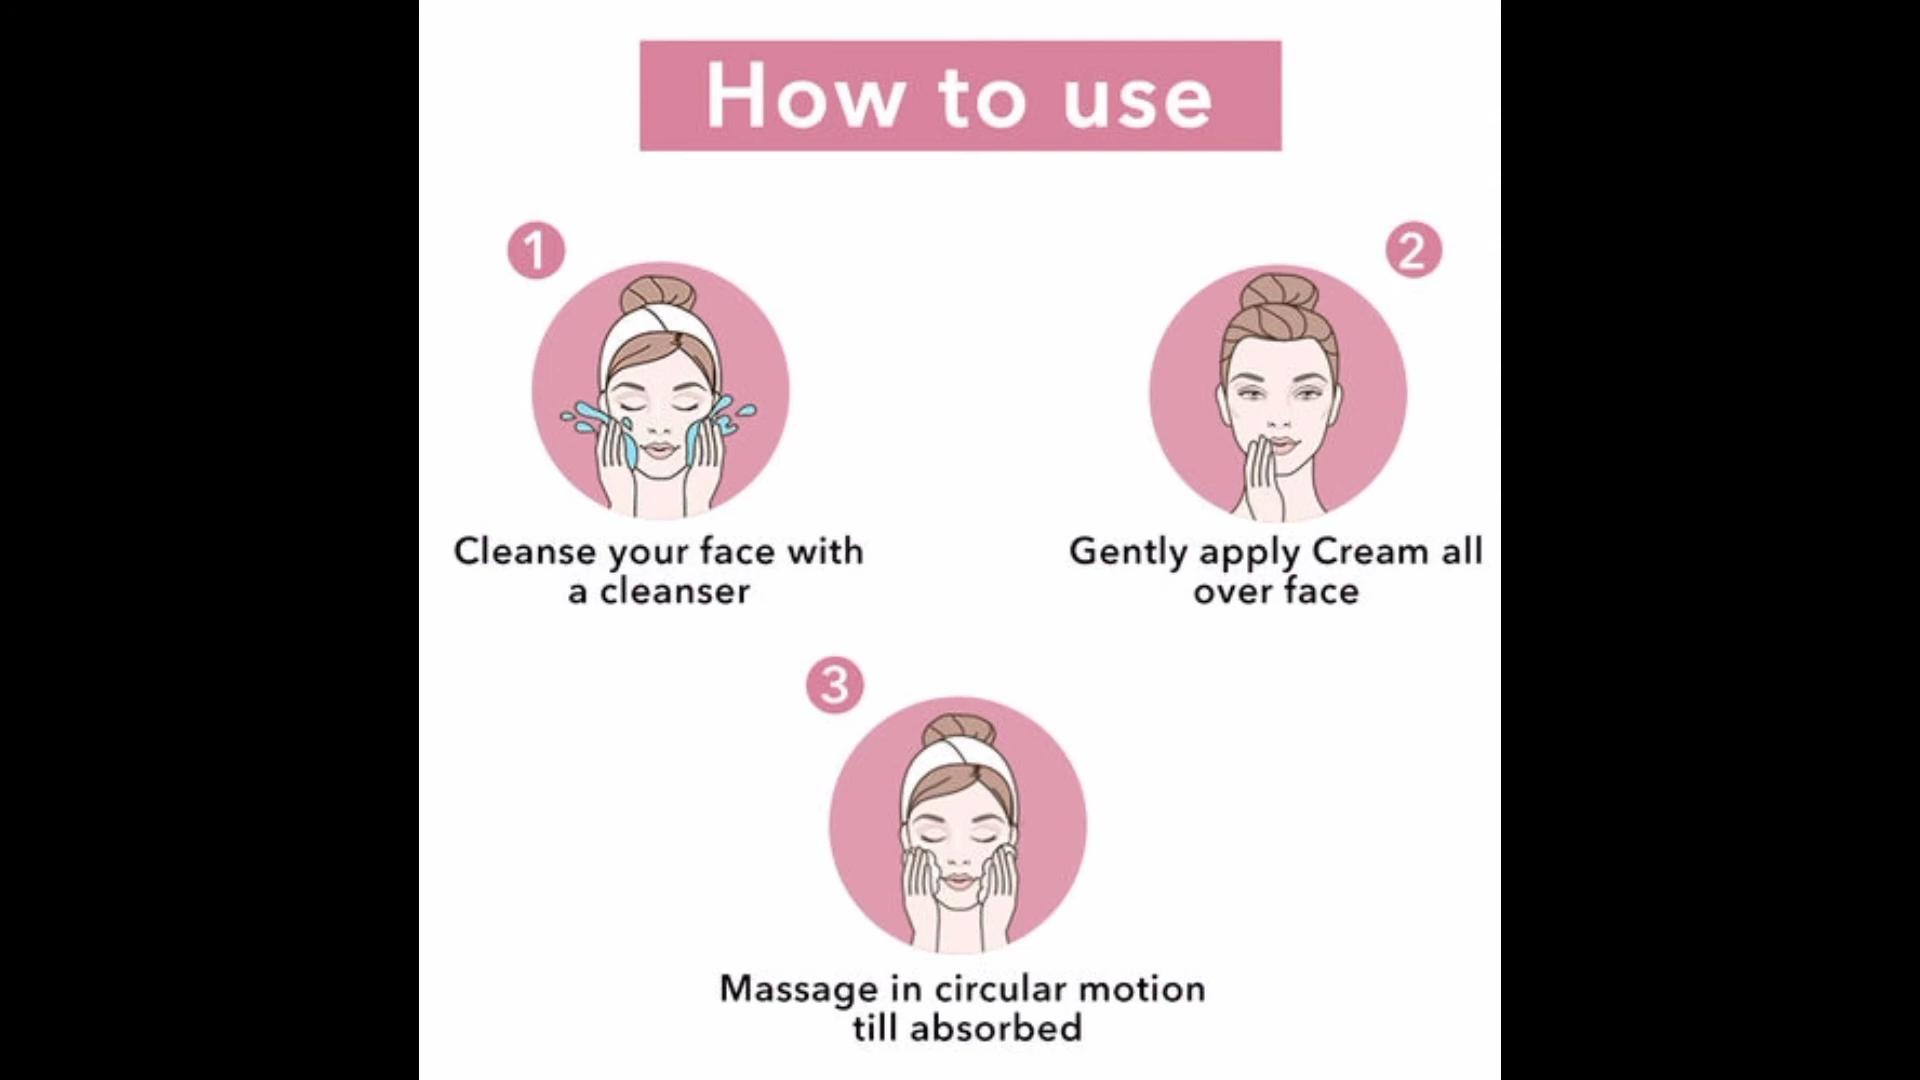 How to use
1
Cleanse your face with
a cleanser
2
Gently apply Cream all
over face
3
Massage in circular motion
till absorbed